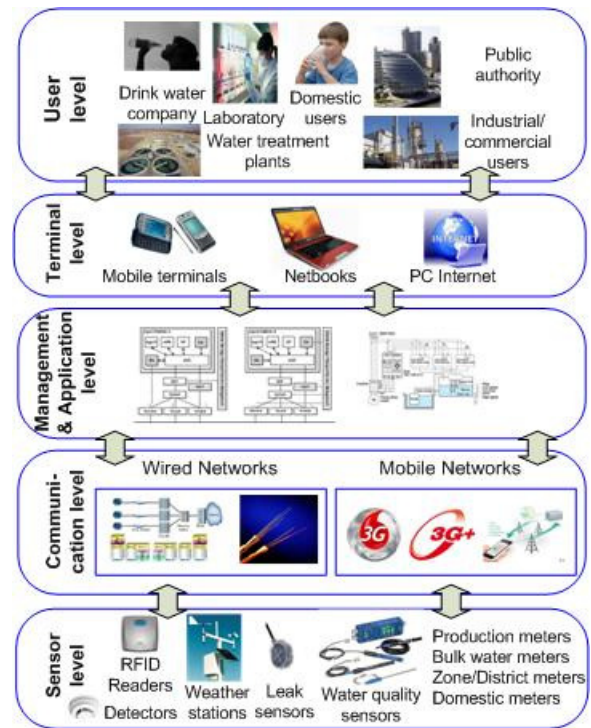 User
level
Drink water
company
Laboratory
Domestic
users
Public
authority
Water treatment
plants
Industrial/
commercial
users
Terminal
level
Mobile terminals
Netbooks
INTERNET
PC Internet
Management
& Application
level
Communi-
cation level
Wired Networks
Mobile Networks
3G
3G+
Sensor
level
RFID
Readers
Detectors
Weather
stations
Leak
sensors
Water quality
sensors
Production meters
Bulk water meters
Zone/District meters
Domestic meters